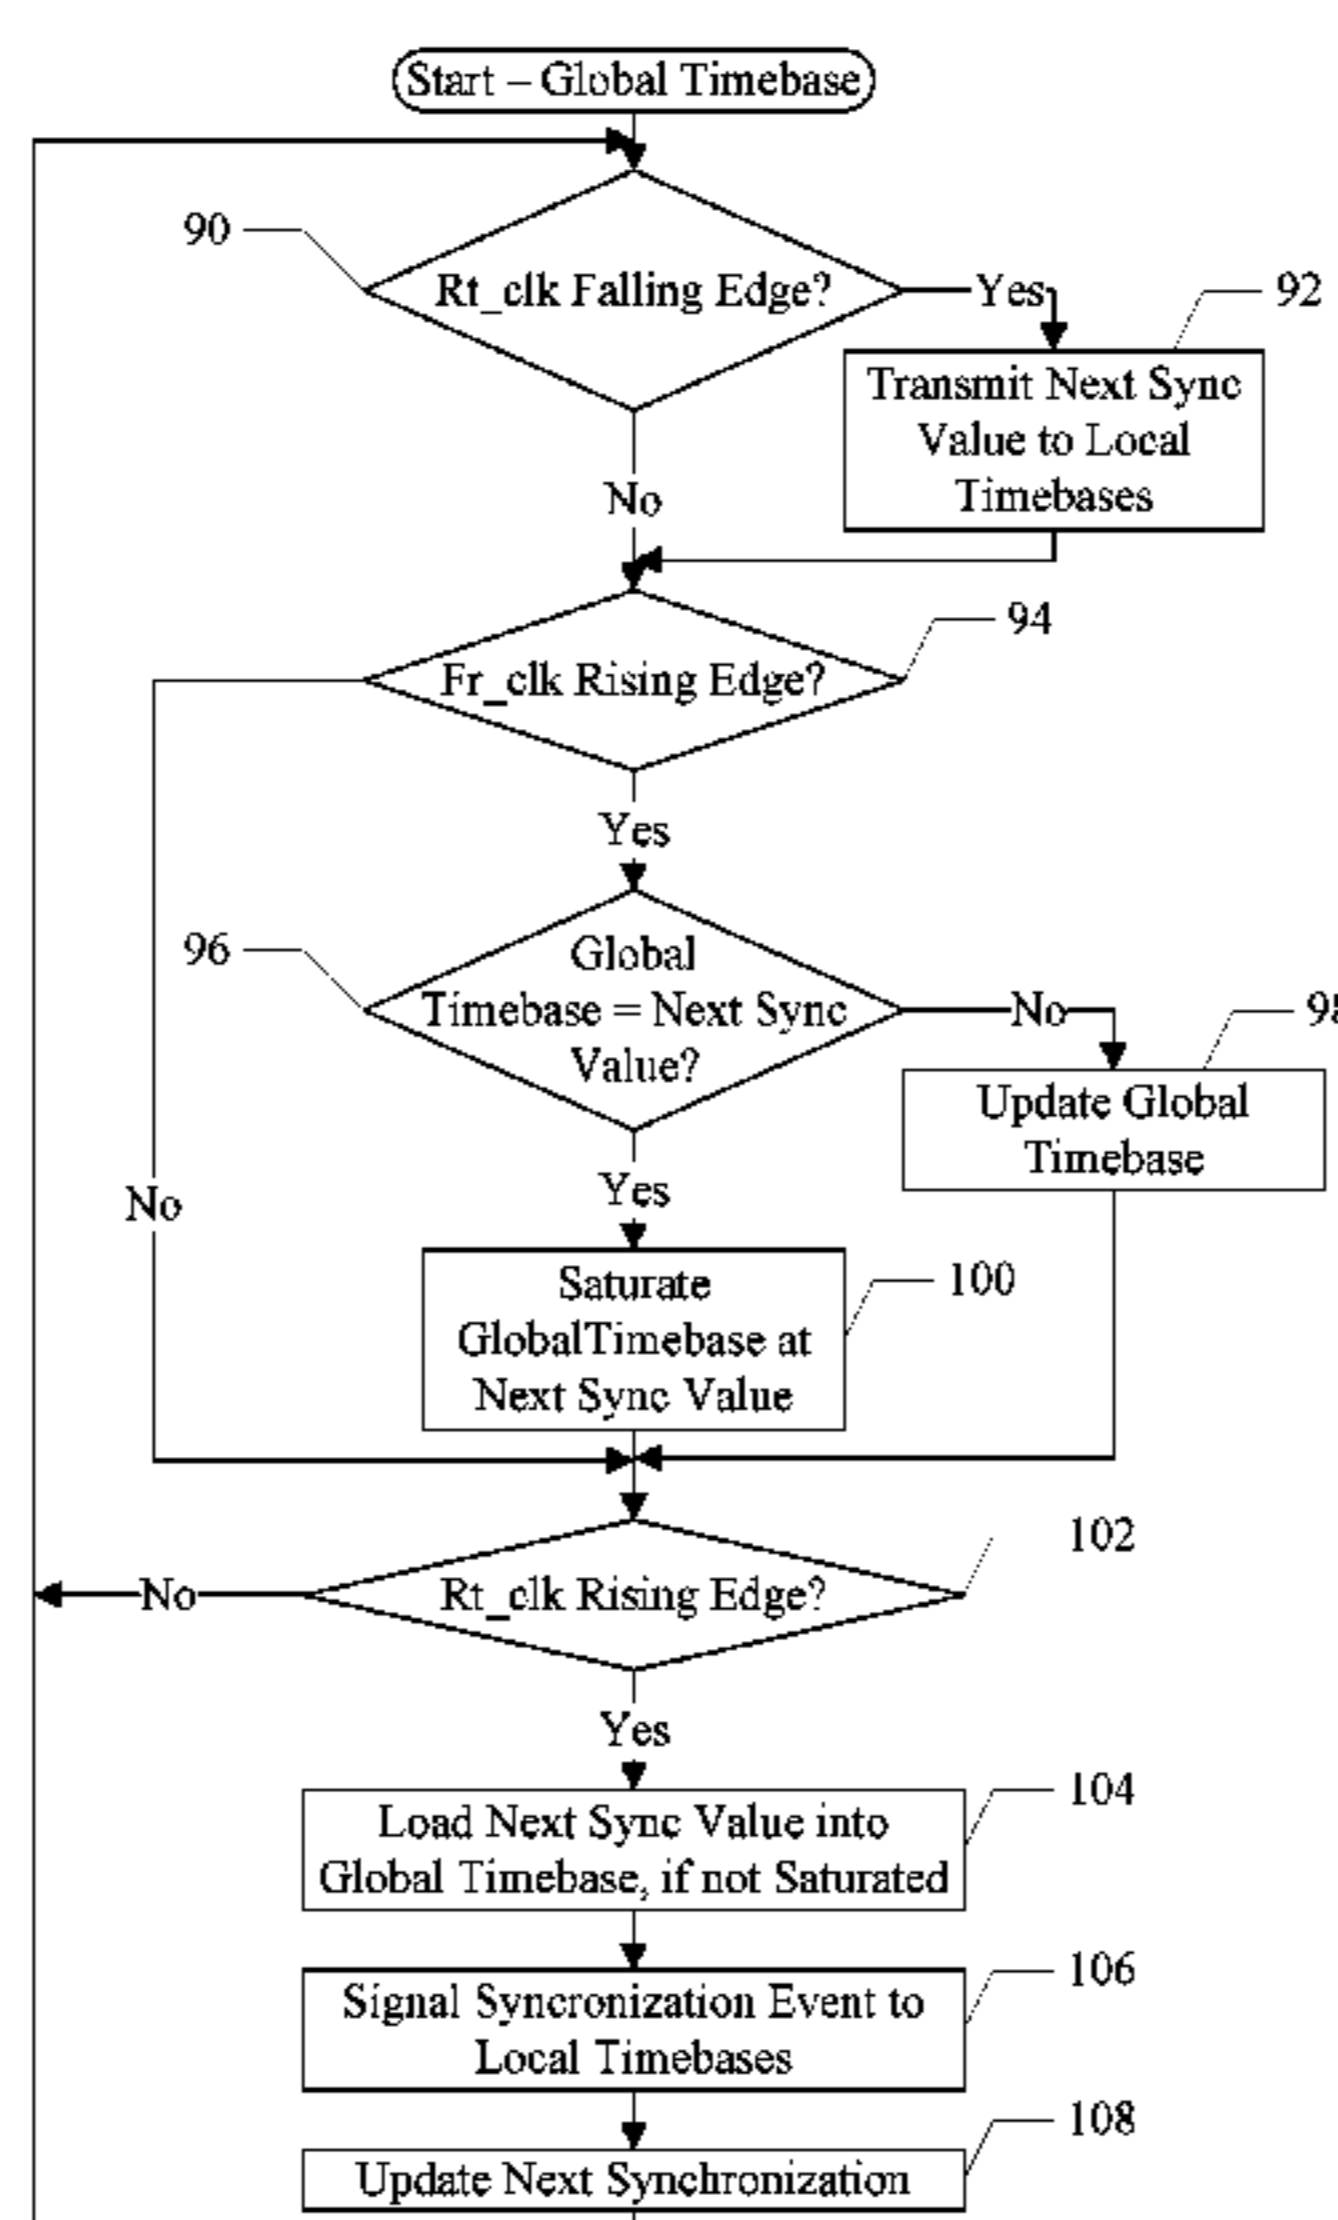 Start – Global Timebase
90
Rt_clk Falling Edge?
Yes
92
Transmit Next Sync
Value to Local
Timebases
No
94
Fr_clk Rising Edge?
Yes
96
Global
Timebase = Next Sync
Value?
No
Update Global
Timebase
No
Yes
Saturate
GlobalTimebase at
Next Sync Value
100
102
Rt_clk Rising Edge?
No
Yes
104
Load Next Sync Value into
Global Timebase, if not Saturated
106
Signal Syncronization Event to
Local Timebases
108
Update Next Synchronization